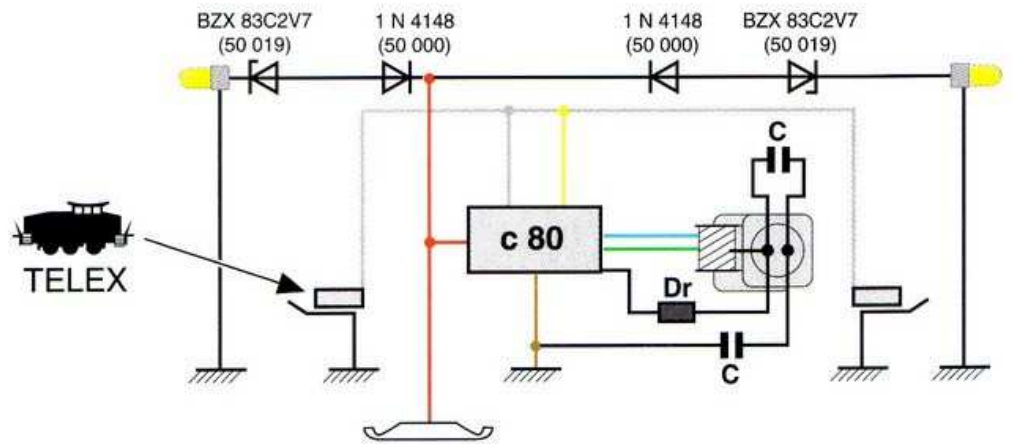 BZX 83C2V7
(50 019)
1 N 4148
(50 000)
1 N 4148
(50 000)
BZX 83C2V7
(50 019)
C
c 80
TELEX
Dr
C